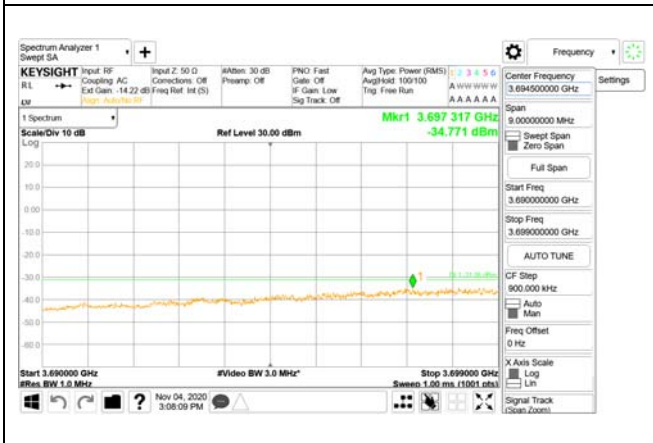 Spectrum Analyzer 1
Swept SA
+
Frequency
KEYSIGHT
RL
Input: RF
Coupling: AC
Ext Gain: -14.22 dB
Align: Auto/No RF
Input Z: 50 Ω
Corrections: Off
Freq Ref: Int (S)
#Atten: 30 dB
Preamp: Off
PNO: Fast
Gate: Off
IF Gain: Low
Sig Track: Off
Avg Type: Power (RMS)
Avg|Hold: 100/100
Trig: Free Run
1 2 3 4 5 6
A W W W W W
A A A A A A
1 Spectrum
Scale/Div 10 dB
Log
Ref Level 30.00 dBm
Mkr1 3.697 317 GHz
-34.771 dBm
20.0
10.0
0.00
-10.0
-20.0
-30.0
-40.0
-50.0
-60.0
1
Start 3.690000 GHz
#Res BW 1.0 MHz
#Video BW 3.0 MHz*
Stop 3.699000 GHz
Sweep 1.00 ms (1001 pts)
Nov 04, 2020
3:08:09 PM
?
Center Frequency
3.694500000 GHz
Settings
Span
9.00000000 MHz
Swept Span
Zero Span
Full Span
Start Freq
3.690000000 GHz
Stop Freq
3.699000000 GHz
AUTO TUNE
CF Step
900.000 kHz
Auto
Man
Freq Offset
0 Hz
X Axis Scale
Log
Lin
Signal Track
(Span Zoom)